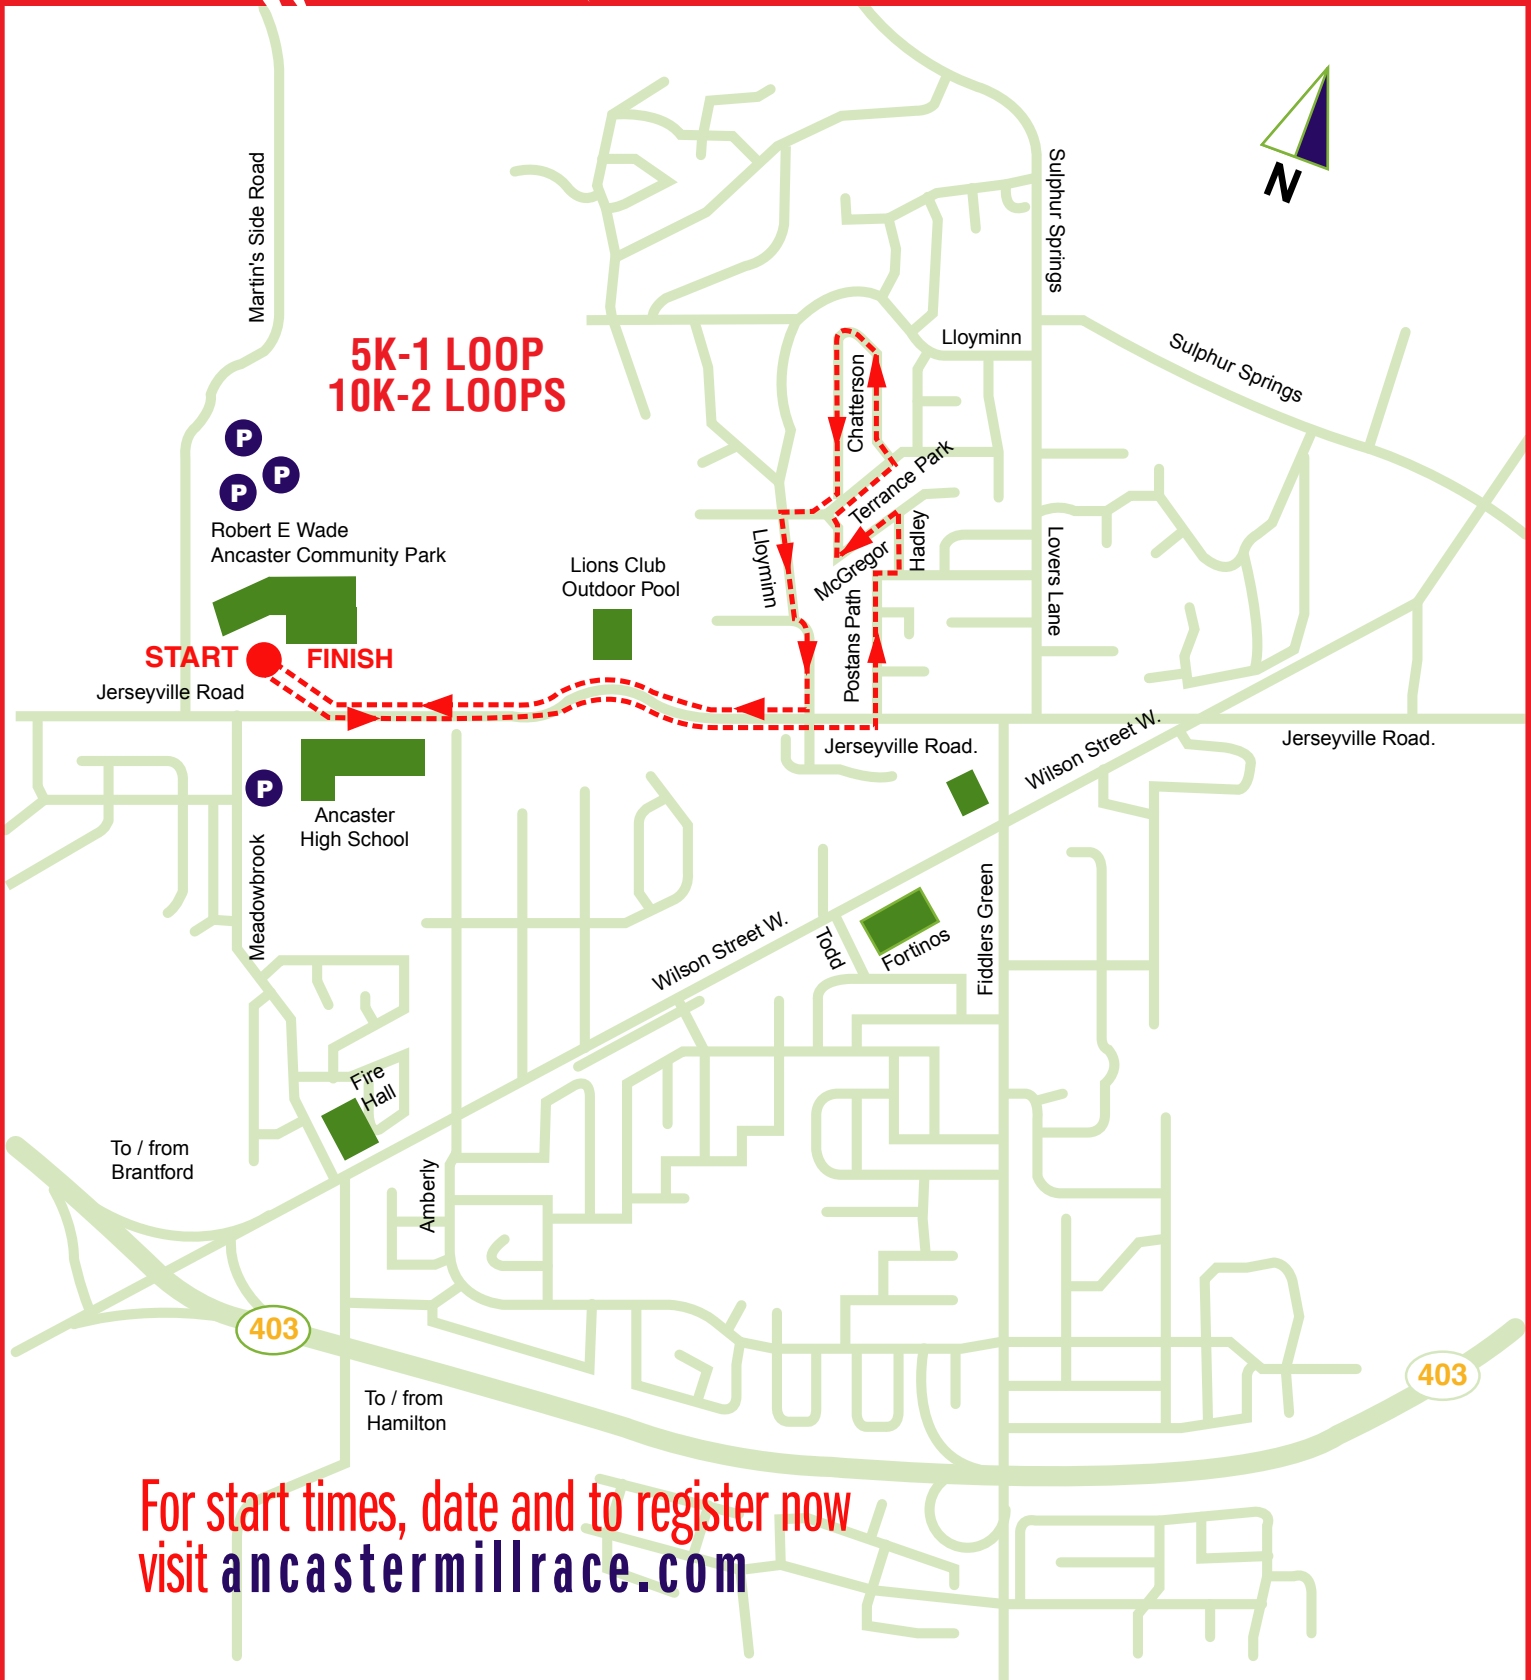 N
Martin's Side Road
Sulphur Springs
Sulphur Springs
Lloyminn
5K-1 LOOP
10K-2 LOOPS
Chatterson
Terrance Park
P
P
P
Robert E Wade
Ancaster Community Park
Lions Club
Outdoor Pool
Lloyminn
McGregor
Hadley
Lovers Lane
Postans Path
START
FINISH
Jerseyville Road
Jerseyville Road.
Wilson Street W.
Jerseyville Road.
P
Ancaster
High School
Meadowbrook
Wilson Street W.
Todd
Fortinos
Fiddlers Green
Fire
Hall
To / from
Brantford
Amberly
403
403
To / from
Hamilton
For start times, date and to register now
visit ancastermillrace.com